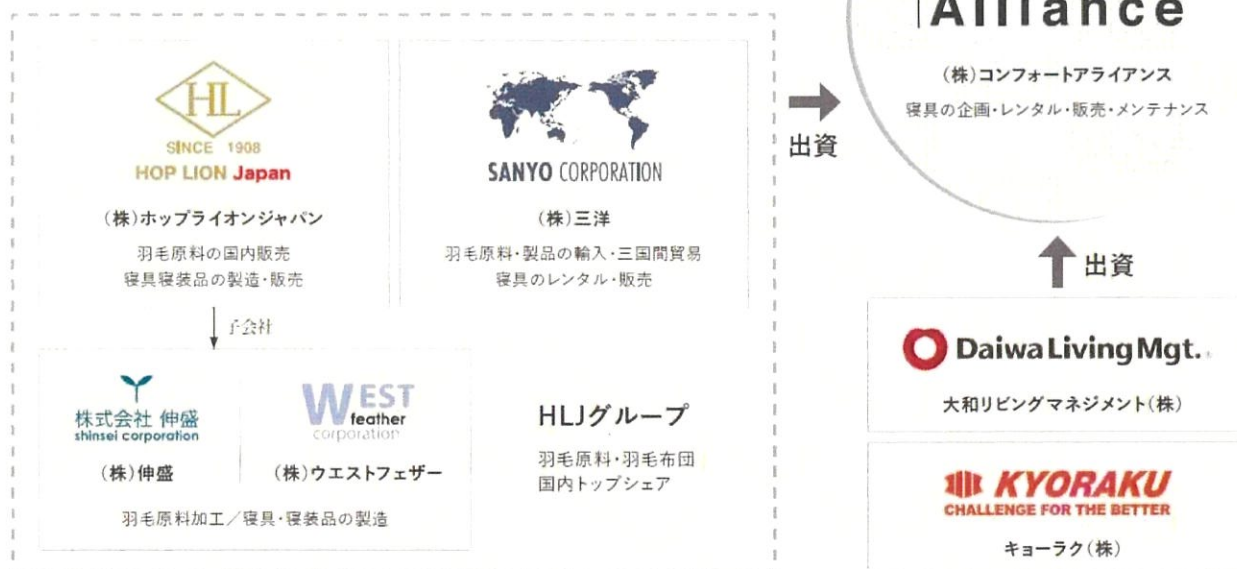 HL
SINCE 1908
HOP LION Japan
(株)ホップライオンジャパン
羽毛原料の国内販売
寝具寝装品の製造・販売
SANYO CORPORATION
(株)三洋
羽毛原料・製品の輸入・三国間貿易
寝具のレンタル・販売
子会社
株式会社 伸盛
shinsei corporation
(株)伸盛
WEST
feather
corporation
(株)ウエストフェザー
羽毛原料加工/寝具・寝装品の製造
HLJグループ
羽毛原料・羽毛布団
国内トップシェア
出資
Alliance
(株)コンフォートアライアンス
寝具の企画・レンタル・販売・メンテナンス
出資
Daiwa Living Mgt.
大和リビングマネジメント(株)
KYORAKU
CHALLENGE FOR THE BETTER
キョーラク(株)